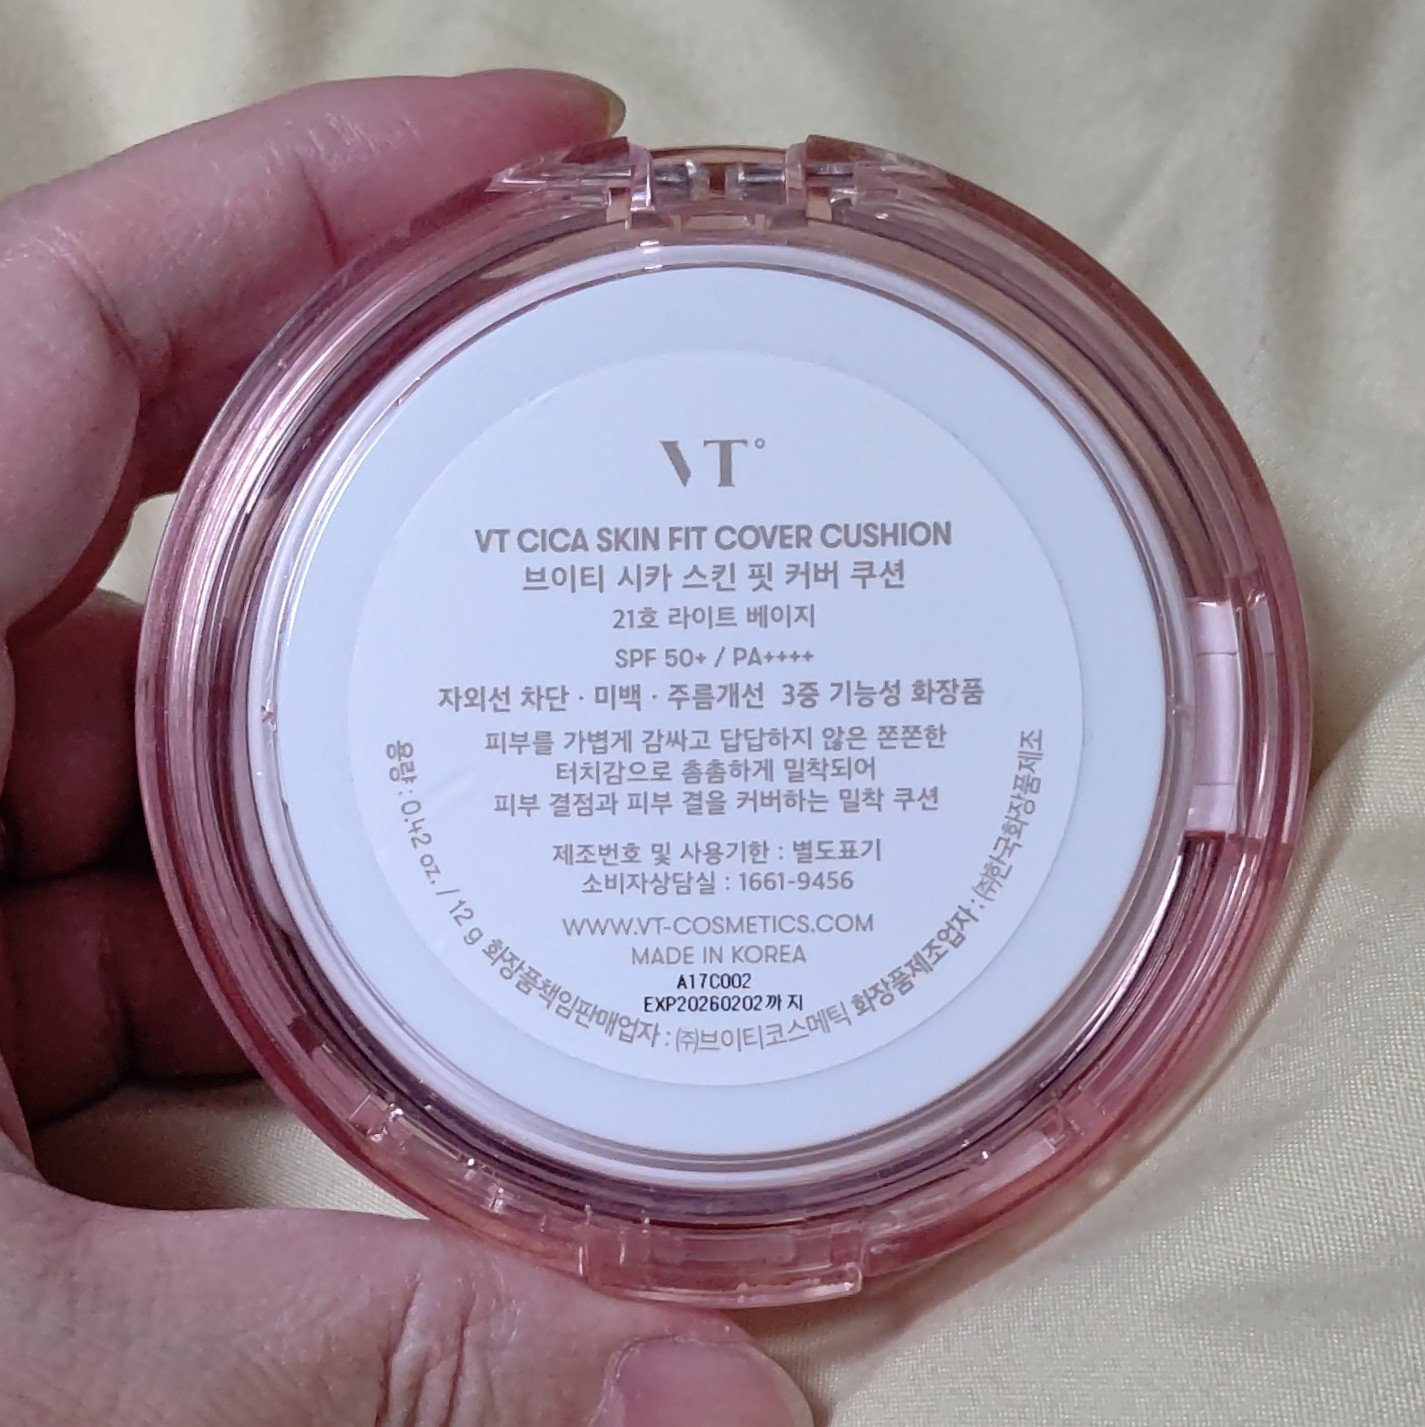 VT°
VT CICA SKIN FIT COVER CUSHION
브이티 시카 스킨 핏 커버 쿠션
21호 라이트 베이지
SPF 50+ / PA++++
자외선 차단 · 미백 · 주름개선 3중 기능성 화장품
피부를 가볍게 감싸고 답답하지 않은 쫀쫀한
터치감으로 촘촘하게 밀착되어
피부 결점과 피부 결을 커버하는 밀착 쿠션
제조번호 및 사용기한 : 별도표기
소비자상담실 : 1661-9456
WWW.VT-COSMETICS.COM
MADE IN KOREA
A17C002
EXP20260202까지
용량 : 0.42 oz. / 12 g 화장품책임판매업자 : ㈜브이티코스메틱 화장품제조업자 : ㈜한국화장품제조